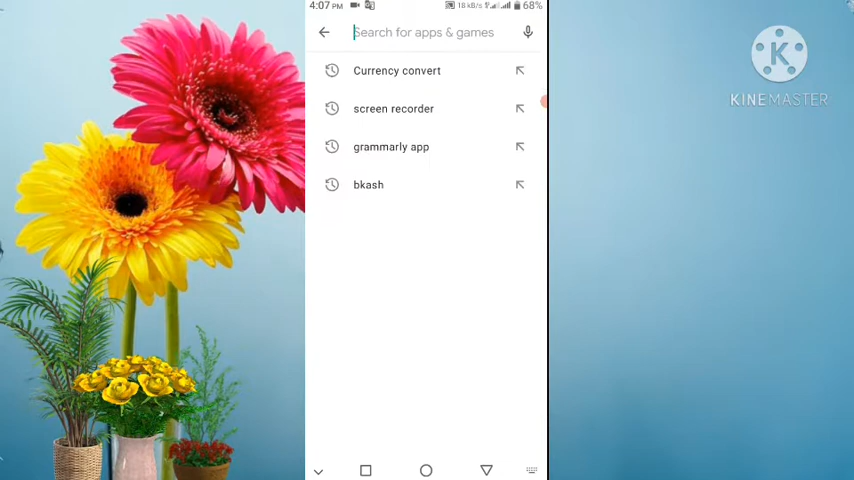 4:07 PM 18 kB/s 68%
Search for apps & games
Currency convert
screen recorder
grammarly app
bkash
K
KINEMASTER